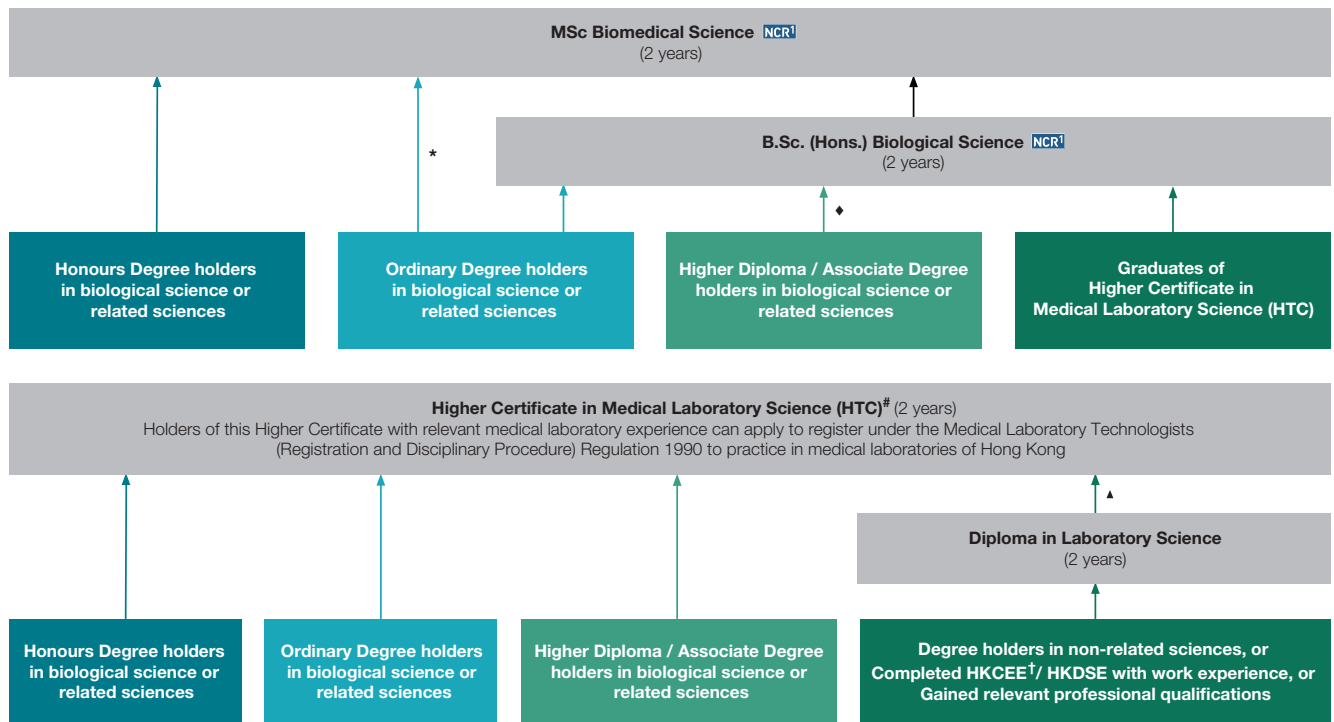 MSc Biomedical Science NCR¹
(2 years)
*
B.Sc. (Hons.) Biological Science NCR¹
(2 years)
♦
Honours Degree holders
in biological science or
related sciences
Ordinary Degree holders
in biological science or
related sciences
Higher Diploma / Associate Degree
holders in biological science or
related sciences
Graduates of
Higher Certificate in
Medical Laboratory Science (HTC)
Higher Certificate in Medical Laboratory Science (HTC)# (2 years)
Holders of this Higher Certificate with relevant medical laboratory experience can apply to register under the Medical Laboratory Technologists
(Registration and Disciplinary Procedure) Regulation 1990 to practice in medical laboratories of Hong Kong
▲
Diploma in Laboratory Science
(2 years)
Honours Degree holders
in biological science or
related sciences
Ordinary Degree holders
in biological science or
related sciences
Higher Diploma / Associate Degree
holders in biological science or
related sciences
Degree holders in non-related sciences, or
Completed HKCEE†/ HKDSE with work experience, or
Gained relevant professional qualifications